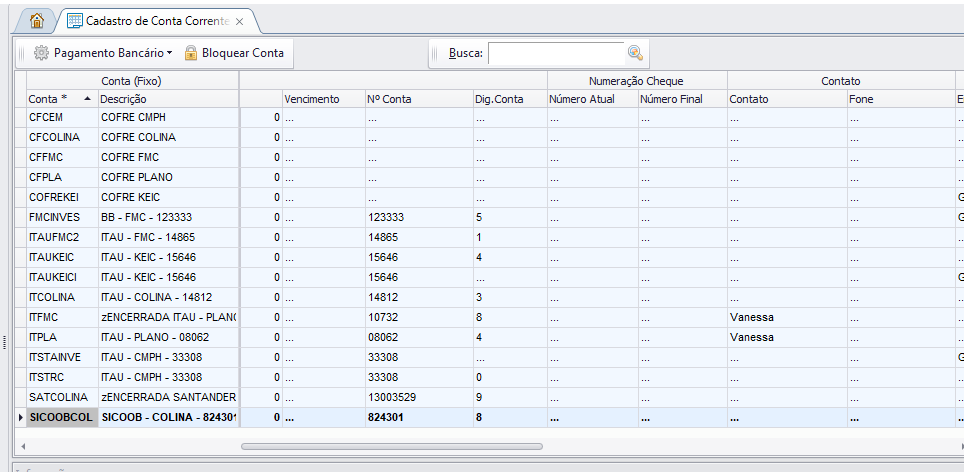 Cadastro de Conta Corrente
Pagamento Bancário Bloquear Conta Busca:
Conta (Fixo) Numeração Cheque Contato
Conta * Descrição Vencimento Nº Conta Dig.Conta Número Atual Número Final Contato Fone
CFCEM COFRE CMPH 0 ... ... ... ... ... ... ...
CFCOLINA COFRE COLINA 0 ... ... ... ... ... ... ...
CFFMC COFRE FMC 0 ... ... ... ... ... ... ...
CFPLA COFRE PLANO 0 ... ... ... ... ... ... ...
COFREKEI COFRE KEIC 0 ... ... ... ... ... ... ... G
FMCINVES BB - FMC - 123333 0 ... 123333 5 ... ... ... ... G
ITAUFMC2 ITAU - FMC - 14865 0 ... 14865 1 ... ... ... ...
ITAUKEIC ITAU - KEIC - 15646 0 ... 15646 4 ... ... ... ...
ITAUKEICI ITAU - KEIC - 15646 0 ... 15646 ... ... ... ... ... G
ITCOLINA ITAU - COLINA - 14812 0 ... 14812 3 ... ... ... ...
ITFMC zENCERRADA ITAU - PLAN 0 ... 10732 8 ... ... Vanessa ...
ITPLA ITAU - PLANO - 08062 0 ... 08062 4 ... ... Vanessa ...
ITSTAINVE ITAU - CMPH - 33308 0 ... 33308 ... ... ... ... ... G
ITSTRC ITAU - CMPH - 33308 0 ... 33308 0 ... ... ... ...
SATCOLINA zENCERRADA SANTANDER 0 ... 13003529 9 ... ... ... ...
SICOOBCOL SICOOB - COLINA - 824301 0 ... 824301 8 ... ... ... ...